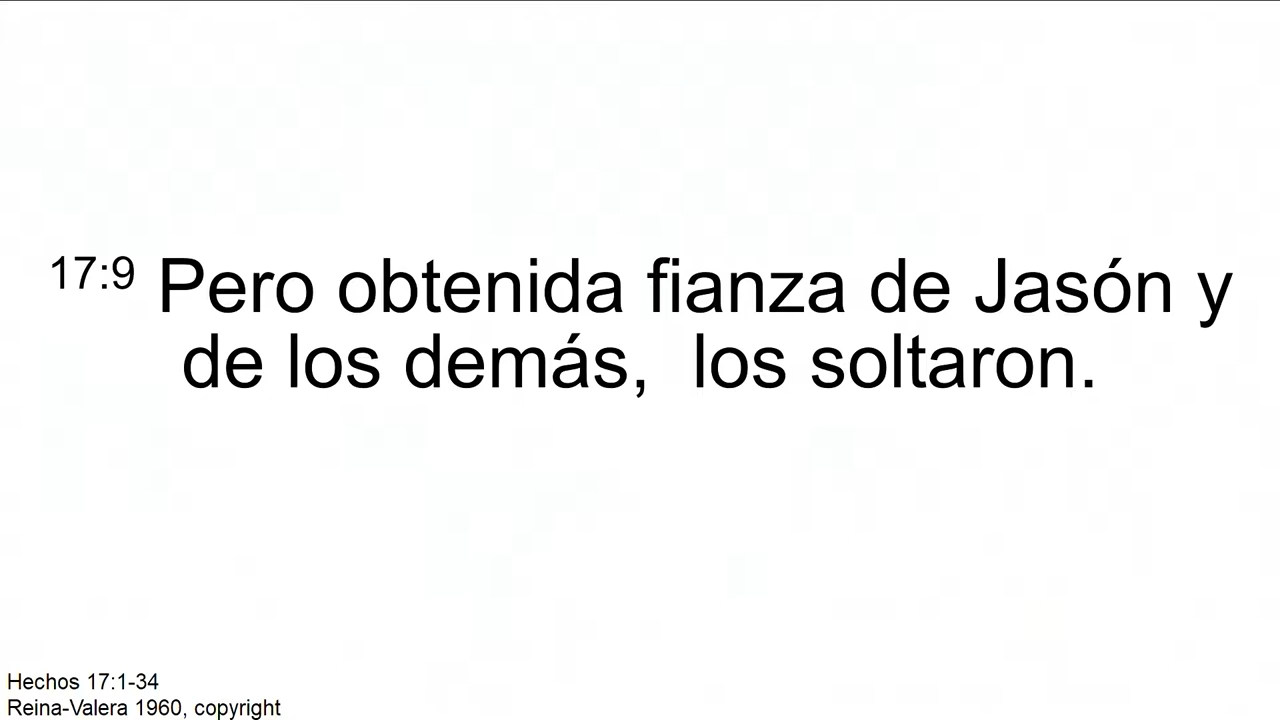 17:9 Pero obtenida fianza de Jasón y
de los demás,  los soltaron.
Hechos 17:1-34
Reina-Valera 1960, copyright